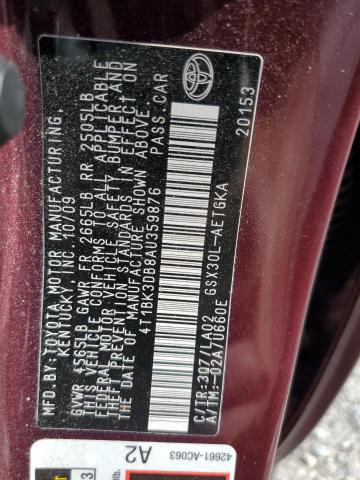 MFD. BY: TOYOTA MOTOR MANUFACTURING,
KENTUCKY, INC. 10/09
GVWR 4565LB GAWR FR 2665LB RR 2505LB
THIS VEHICLE CONFORMS TO ALL APPLICABLE
FEDERAL MOTOR VEHICLE SAFETY, BUMPER, AND
THEFT PREVENTION STANDARDS IN EFFECT ON
THE DATE OF MANUFACTURE SHOWN ABOVE.
4T1BK3DB8AU359876 PASS. CAR
C/TR:3Q7/LA02 GSX30L-AETGKA
A/TM:-02A/U660E
20153
42661-AC063
A2